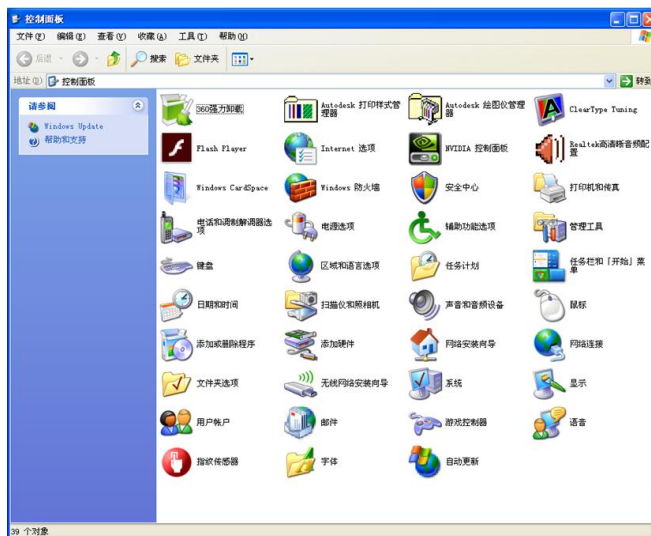 控制面板
文件(F) 编辑(E) 查看(V) 收藏(A) 工具(T) 帮助(H)
后退 搜索 文件夹
地址(D) 控制面板 转到
请参阅
Windows Update
帮助和支持
360强力卸载
Autodesk 打印样式管
理器
Autodesk 绘图仪管理
器
ClearType Tuning
Flash Player
Internet 选项
NVIDIA 控制面板
Realtek高清晰音频配
置
Windows CardSpace
Windows 防火墙
安全中心
打印机和传真
电话和调制解调器选
项
电源选项
辅助功能选项
管理工具
键盘
区域和语言选项
任务计划
任务栏和「开始」菜
单
日期和时间
扫描仪和照相机
声音和音频设备
鼠标
添加或删除程序
添加硬件
网络安装向导
网络连接
文件夹选项
无线网络安装向导
系统
显示
用户帐户
邮件
游戏控制器
语音
指纹传感器
字体
自动更新
39 个对象